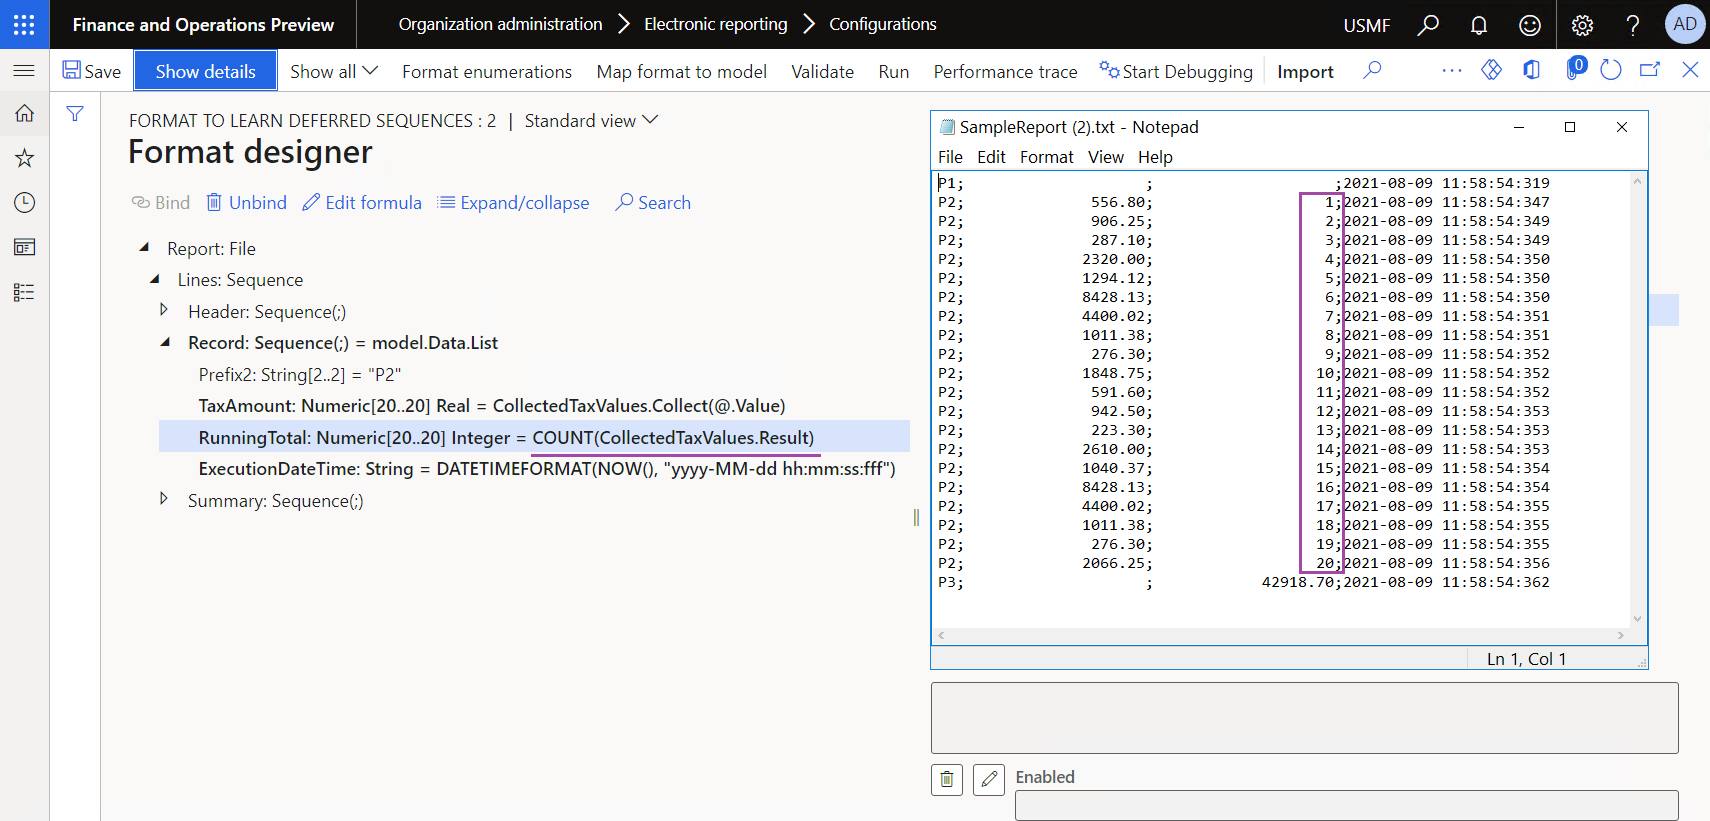 Finance and Operations Preview
Organization administration > Electronic reporting > Configurations
USMF
AD
Save
Show details
Show all
Format enumerations
Map format to model
Validate
Run
Performance trace
Start Debugging
Import
0
FORMAT TO LEARN DEFERRED SEQUENCES : 2 | Standard view
Format designer
Bind
Unbind
Edit formula
Expand/collapse
Search
Report: File
Lines: Sequence
Header: Sequence(;)
Record: Sequence(;) = model.Data.List
Prefix2: String[2..2] = "P2"
TaxAmount: Numeric[20..20] Real = CollectedTaxValues.Collect(@.Value)
RunningTotal: Numeric[20..20] Integer = COUNT(CollectedTaxValues.Result)
ExecutionDateTime: String = DATETIMEFORMAT(NOW(), "yyyy-MM-dd hh:mm:ss:fff")
Summary: Sequence(;)
SampleReport (2).txt - Notepad
File Edit Format View Help
P1; ; ;2021-08-09 11:58:54:319
P2; 556.80; 1;2021-08-09 11:58:54:347
P2; 906.25; 2;2021-08-09 11:58:54:349
P2; 287.10; 3;2021-08-09 11:58:54:349
P2; 2320.00; 4;2021-08-09 11:58:54:350
P2; 1294.12; 5;2021-08-09 11:58:54:350
P2; 8428.13; 6;2021-08-09 11:58:54:350
P2; 4400.02; 7;2021-08-09 11:58:54:351
P2; 1011.38; 8;2021-08-09 11:58:54:351
P2; 276.30; 9;2021-08-09 11:58:54:352
P2; 1848.75; 10;2021-08-09 11:58:54:352
P2; 591.60; 11;2021-08-09 11:58:54:352
P2; 942.50; 12;2021-08-09 11:58:54:353
P2; 223.30; 13;2021-08-09 11:58:54:353
P2; 2610.00; 14;2021-08-09 11:58:54:353
P2; 1040.37; 15;2021-08-09 11:58:54:354
P2; 8428.13; 16;2021-08-09 11:58:54:354
P2; 4400.02; 17;2021-08-09 11:58:54:355
P2; 1011.38; 18;2021-08-09 11:58:54:355
P2; 276.30; 19;2021-08-09 11:58:54:355
P2; 2066.25; 20;2021-08-09 11:58:54:356
P3; ; 42918.70;2021-08-09 11:58:54:362
Ln 1, Col 1
Enabled